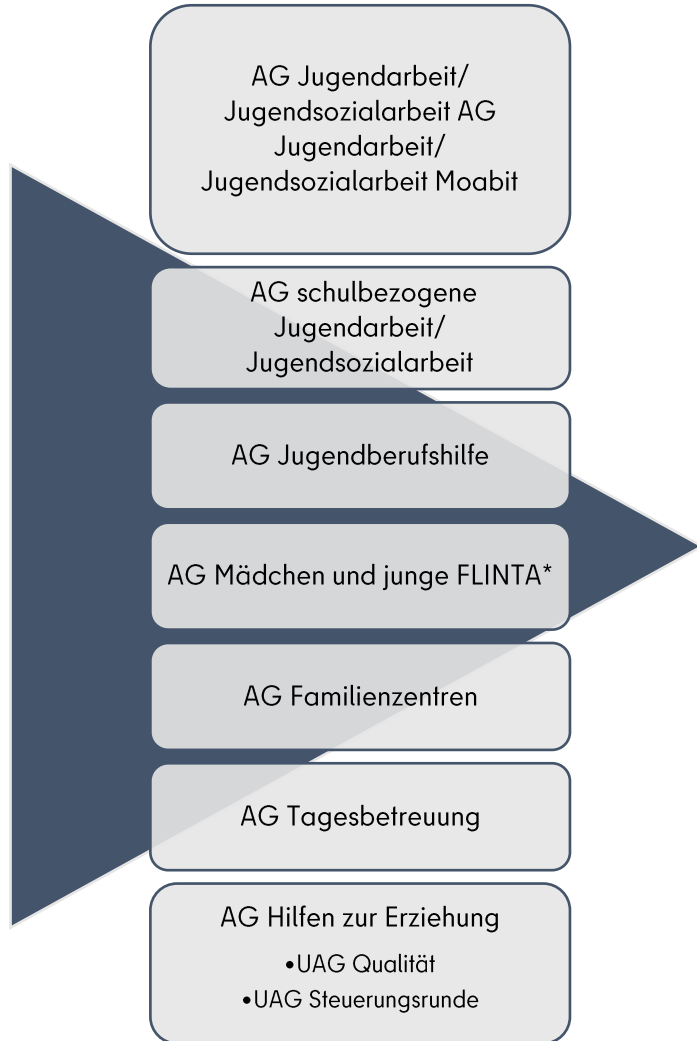 AG Jugendarbeit/
Jugendsozialarbeit AG
Jugendarbeit/
Jugendsozialarbeit Moabit
AG schulbezogene
Jugendarbeit/
Jugendsozialarbeit
AG Jugendberufshilfe
AG Mädchen und junge FLINTA*
AG Familienzentren
AG Tagesbetreuung
AG Hilfen zur Erziehung
•UAG Qualität
•UAG Steuerungsrunde